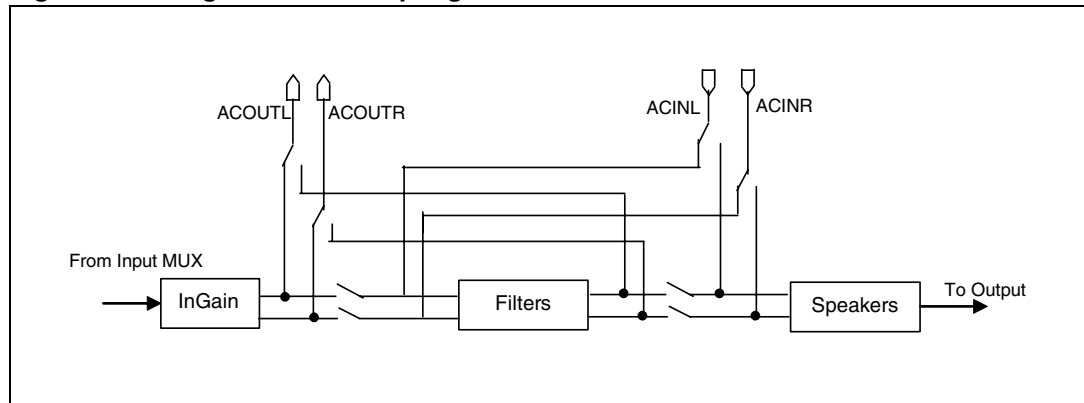 ACOUTL ACOUTR ACINL ACINR
From Input MUX
InGain Filters Speakers To Output